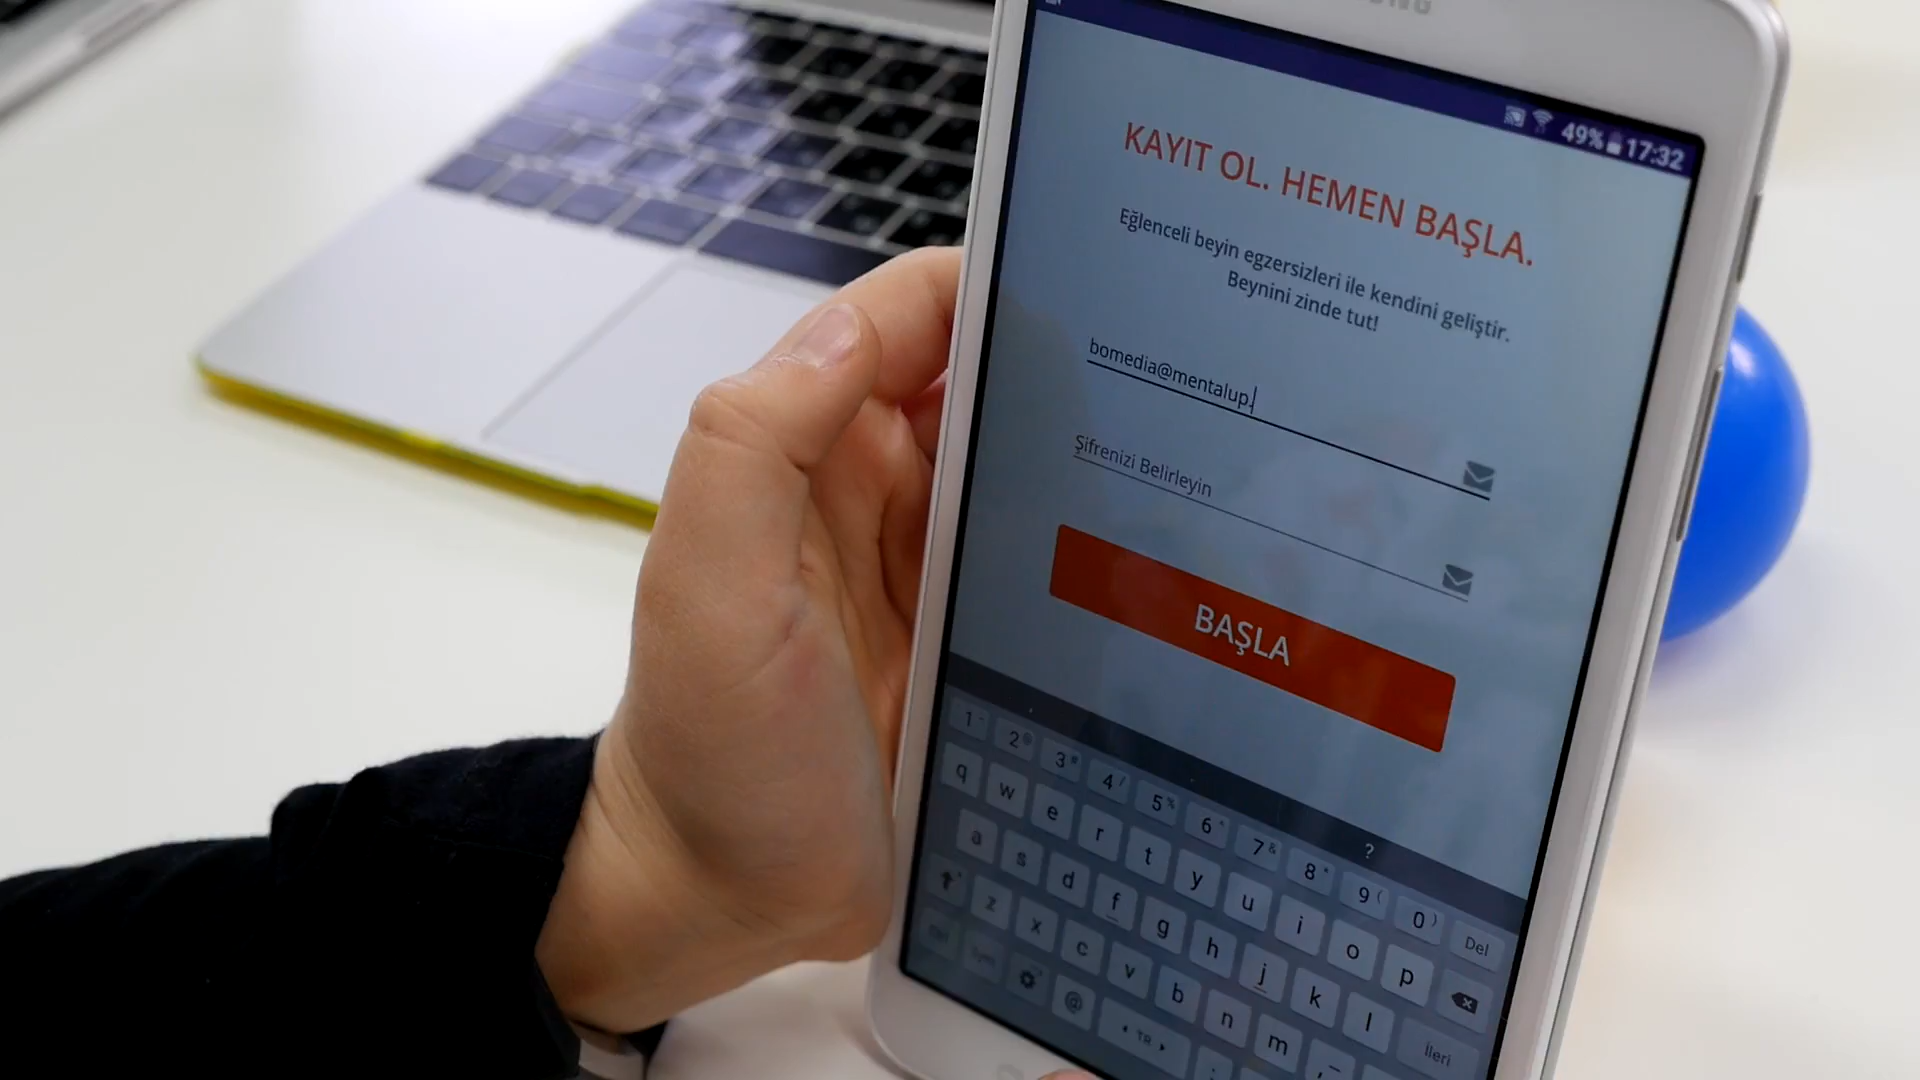 49% 17:32
KAYIT OL. HEMEN BAŞLA.
Eğlenceli beyin egzersizleri ile kendini geliştir.
Beynini zinde tut!
bomedia@mentalup.
Şifrenizi Belirleyin
BAŞLA
?
1 2 3 4 5 6 7 8 9 0 Del
q w e r t y u i o p
a s d f g h j k l
z x c v b n m İleri
@ TR